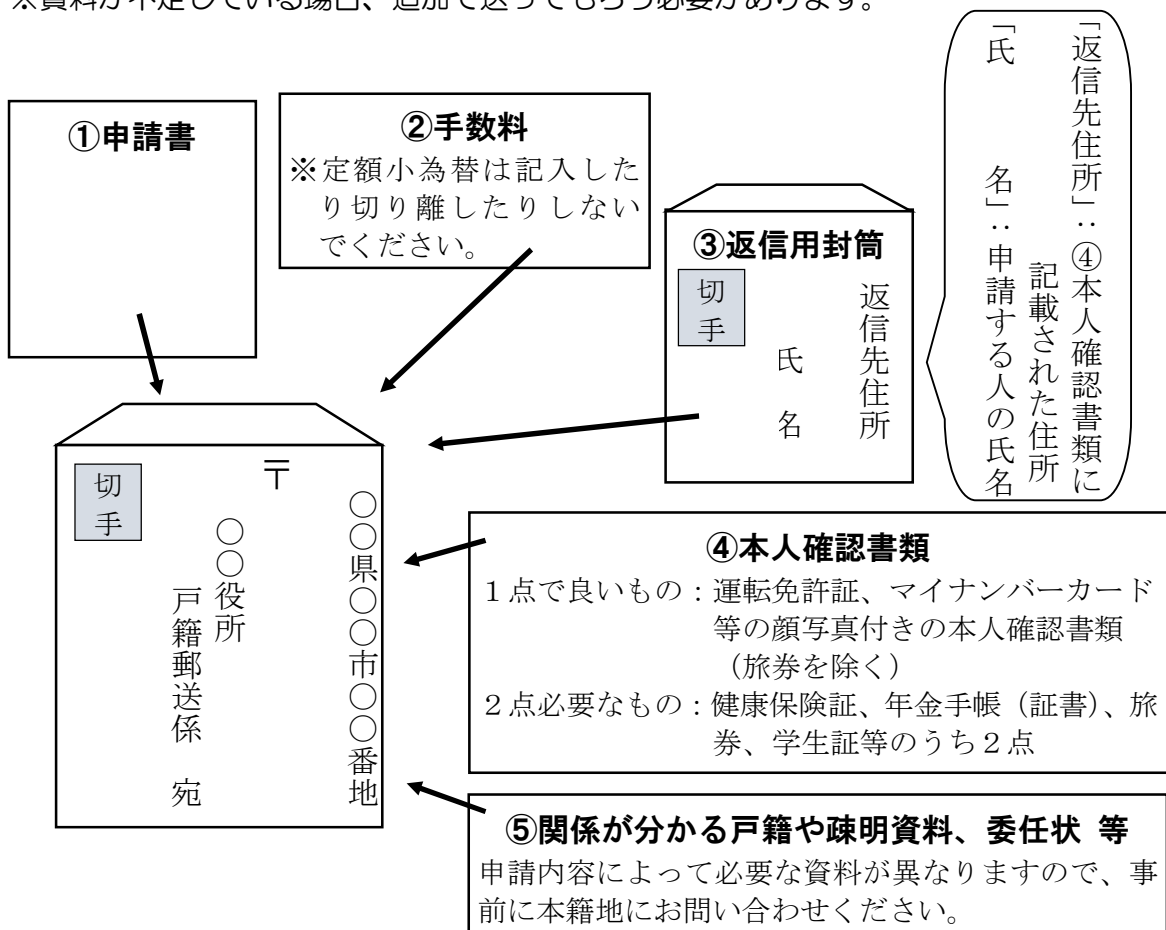 ※資料が不足している場合、追加で送ってもらう必要があります。
①申請書
②手数料
※定額小為替は記入した
り切り離したりしない
でください。
③返信用封筒
切手
返信先住所
氏　名
「返信先住所」：④本人確認書類に
記載された住所
「氏　　名」：申請する人の氏名
切手
〒
〇〇県〇〇市〇〇番地
〇〇役所
戸籍郵送係　宛
④本人確認書類
１点で良いもの：運転免許証、マイナンバーカード
等の顔写真付きの本人確認書類
（旅券を除く）
２点必要なもの：健康保険証、年金手帳（証書）、旅
券、学生証等のうち２点
⑤関係が分かる戸籍や疎明資料、委任状 等
申請内容によって必要な資料が異なりますので、事
前に本籍地にお問い合わせください。